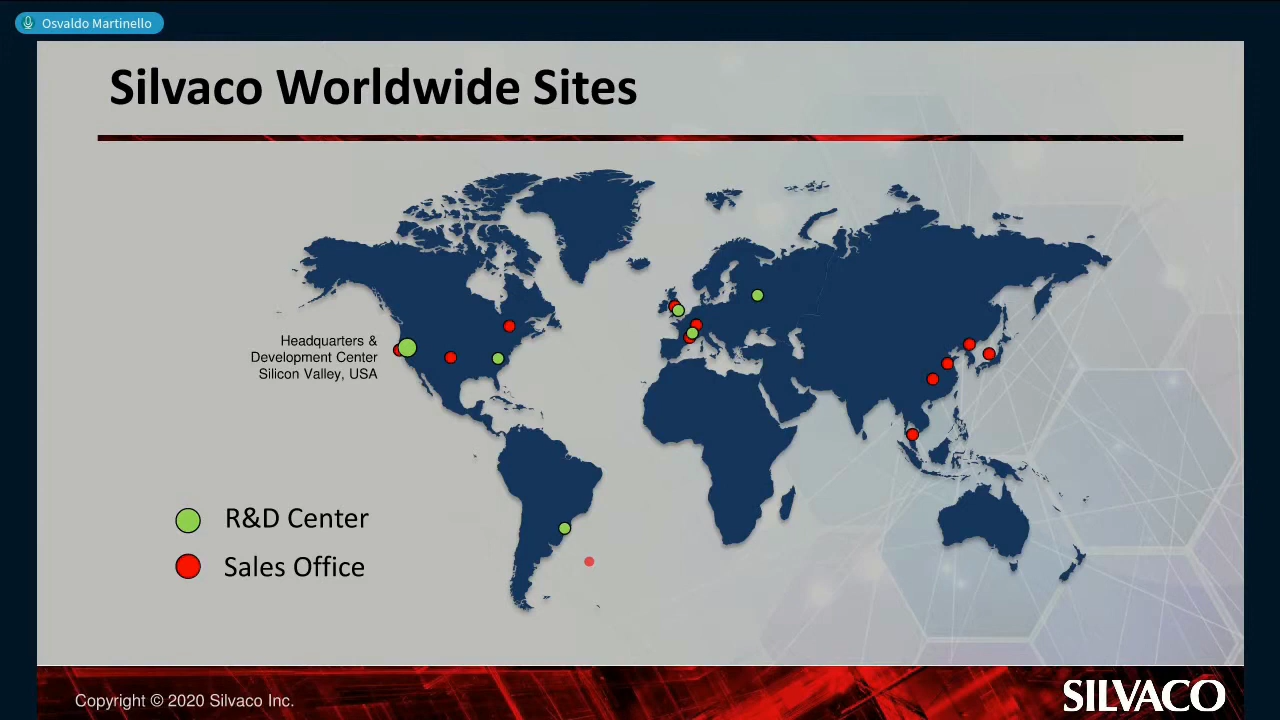 Osvaldo Martinello
Silvaco Worldwide Sites
Headquarters &
Development Center
Silicon Valley, USA
R&D Center
Sales Office
Copyright © 2020 Silvaco Inc.
SILVACO